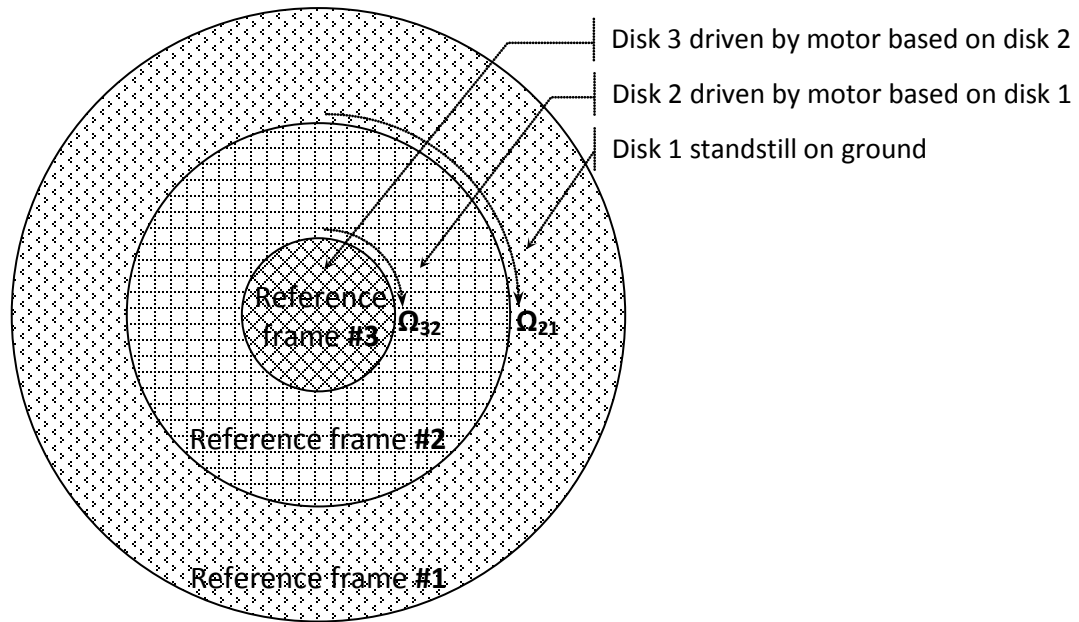 Disk 3 driven by motor based on disk 2
Disk 2 driven by motor based on disk 1
Disk 1 standstill on ground
Reference
frame #3
Ω32
Ω21
Reference frame #2
Reference frame #1